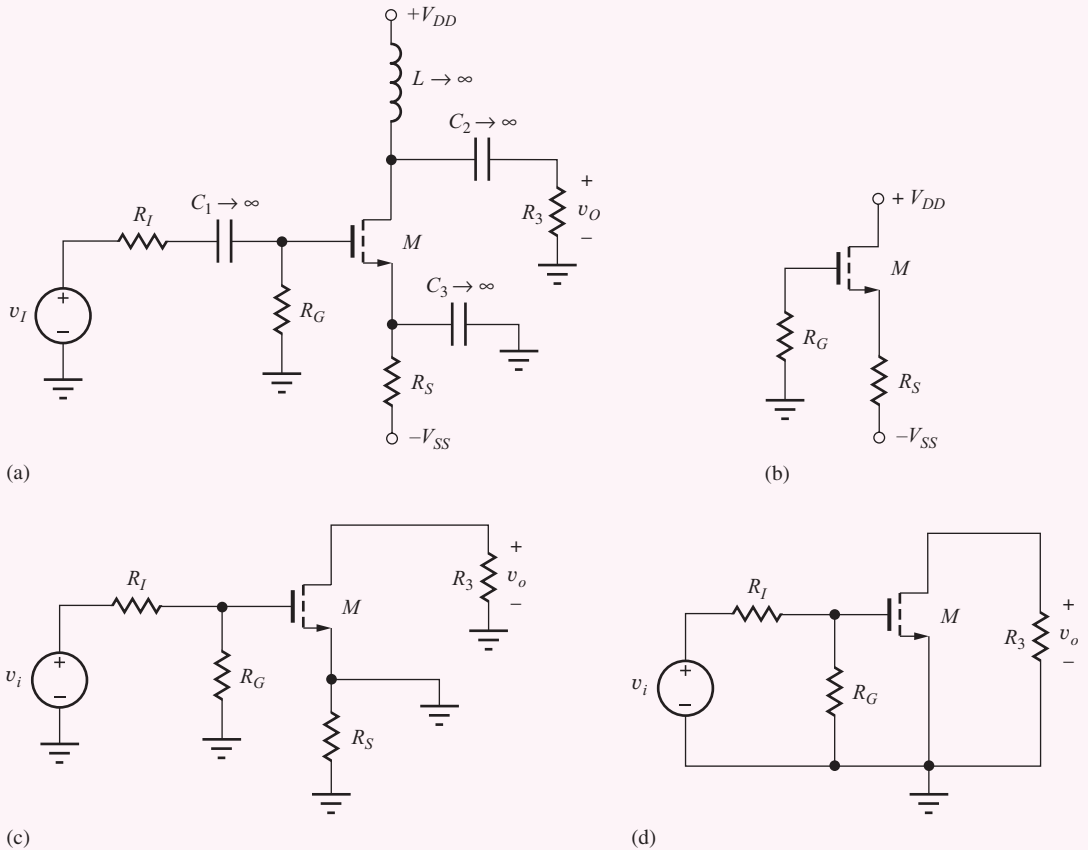 +V_DD
L → ∞
C_2 → ∞
+
R_3 v_O
−
C_1 → ∞
R_I
M
v_I
+
−
R_G
C_3 → ∞
R_S
−V_SS
(a)
+ V_DD
M
R_G
R_S
−V_SS
(b)
R_I
M
+
R_3 v_o
−
v_i
+
−
R_G
R_S
(c)
R_I
M
+
R_3 v_o
−
v_i
+
−
R_G
(d)